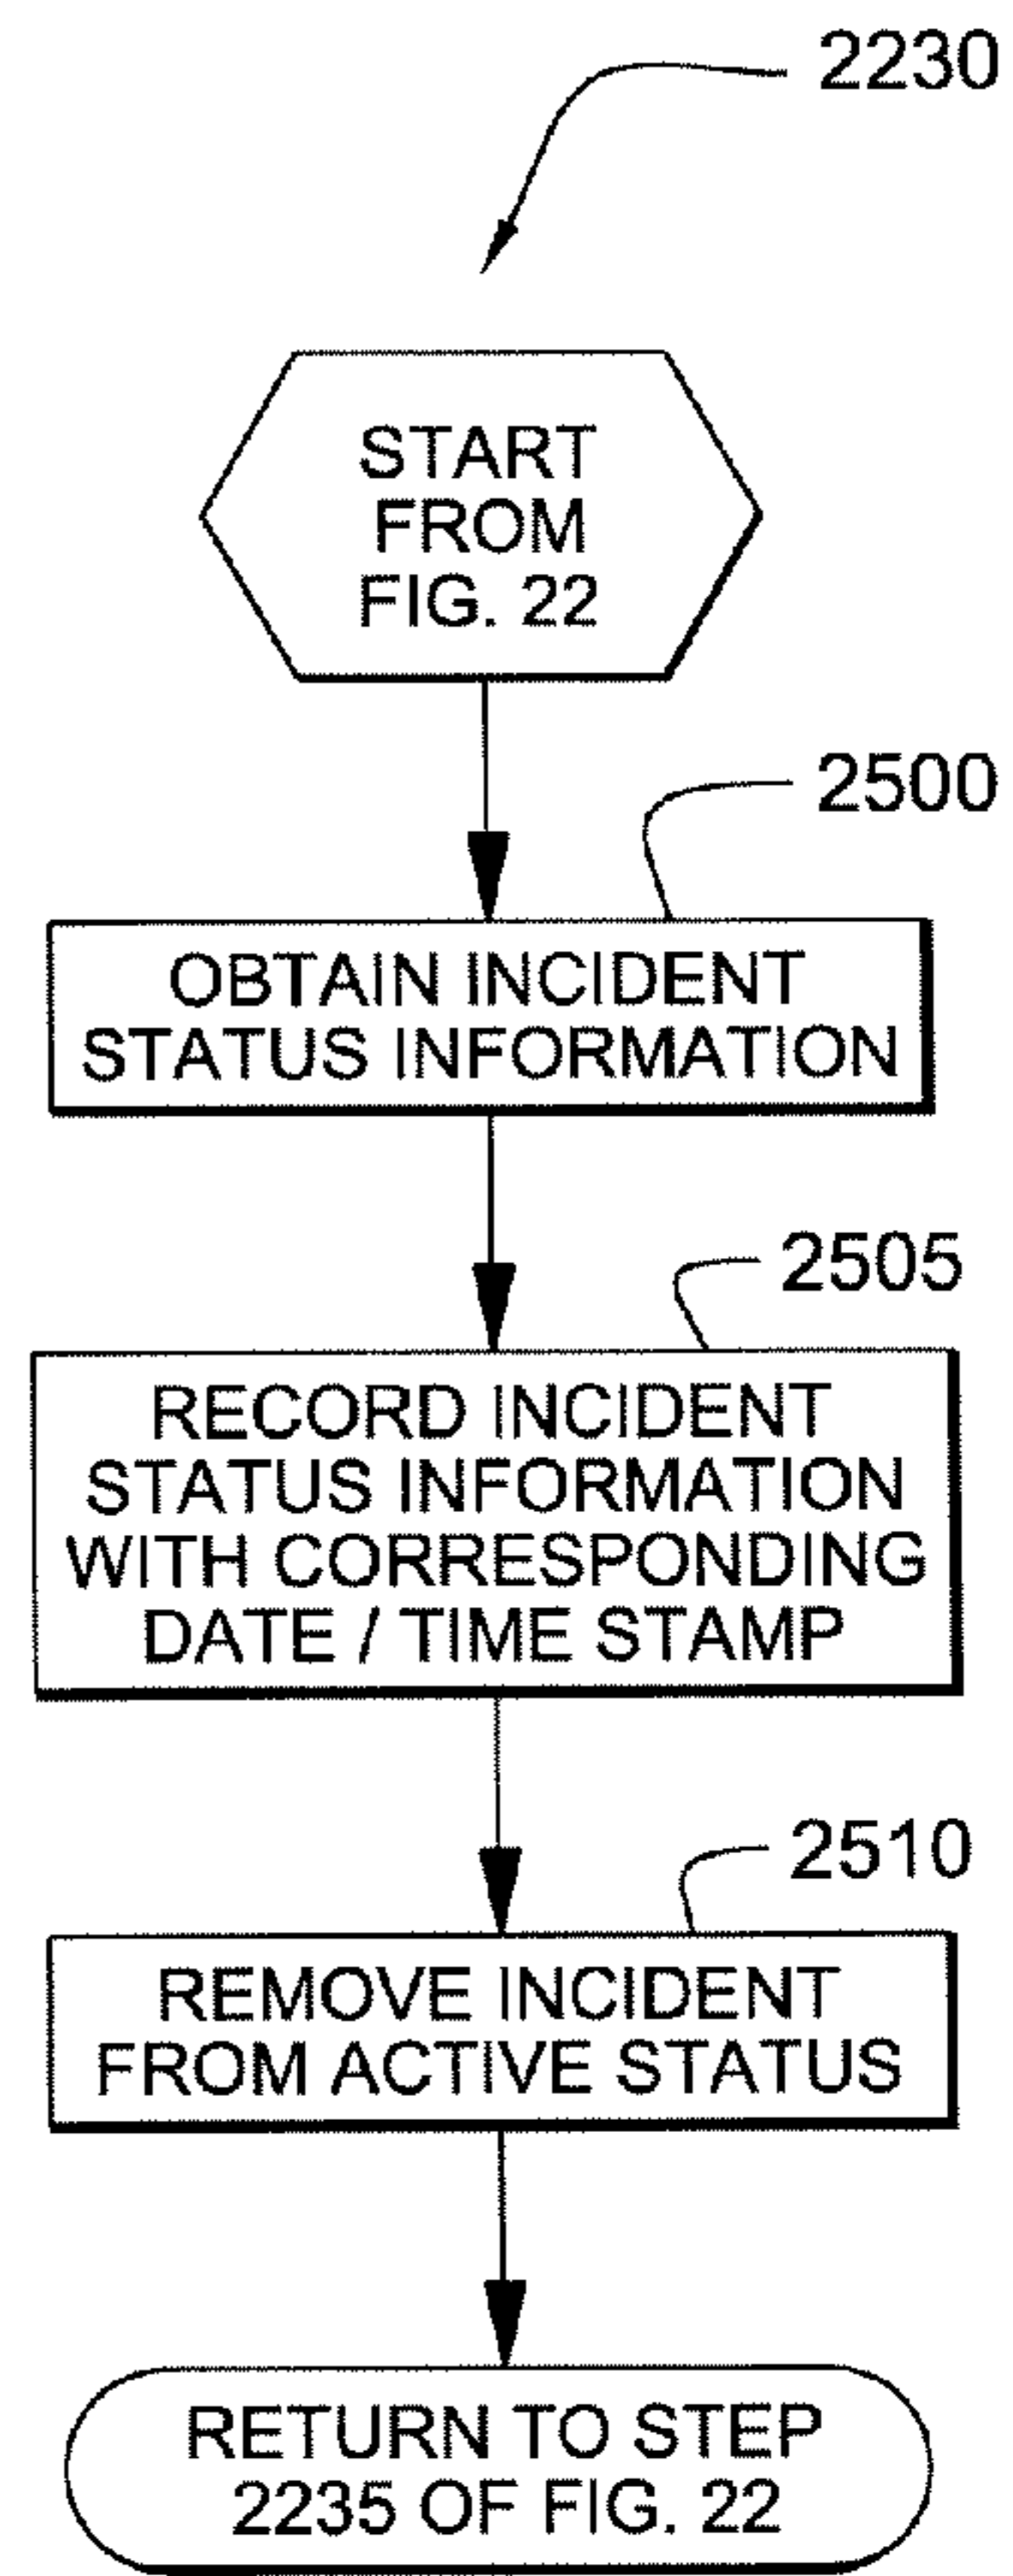 2230
START
FROM
FIG. 22
2500
OBTAIN INCIDENT
STATUS INFORMATION
2505
RECORD INCIDENT
STATUS INFORMATION
WITH CORRESPONDING
DATE / TIME STAMP
2510
REMOVE INCIDENT
FROM ACTIVE STATUS
RETURN TO STEP
2235 OF FIG. 22